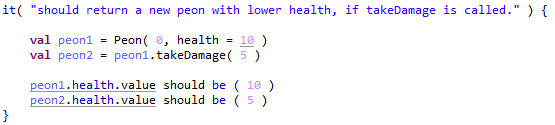 it( "should return a new peon with lower health, if takeDamage is called." ) {
val peon1 = Peon( 0, health = 10 )
val peon2 = peon1.takeDamage( 5 )
peon1.health.value should be ( 10 )
peon2.health.value should be ( 5 )
}